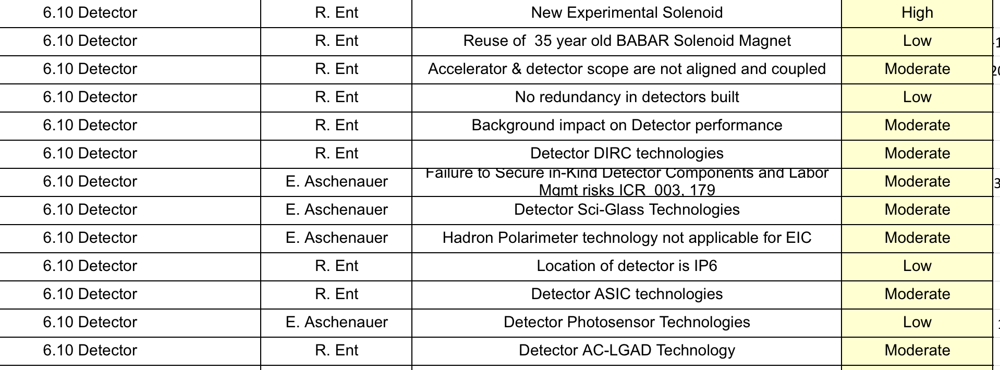 6.10 Detector R. Ent New Experimental Solenoid High
6.10 Detector R. Ent Reuse of  35 year old BABAR Solenoid Magnet Low
6.10 Detector R. Ent Accelerator & detector scope are not aligned and coupled Moderate
6.10 Detector R. Ent No redundancy in detectors built Low
6.10 Detector R. Ent Background impact on Detector performance Moderate
6.10 Detector R. Ent Detector DIRC technologies Moderate
6.10 Detector E. Aschenauer Failure to Secure in-Kind Detector Components and Labor Moderate
Mgmt risks ICR  003, 179
6.10 Detector E. Aschenauer Detector Sci-Glass Technologies Moderate
6.10 Detector E. Aschenauer Hadron Polarimeter technology not applicable for EIC Moderate
6.10 Detector R. Ent Location of detector is IP6 Low
6.10 Detector R. Ent Detector ASIC technologies Moderate
6.10 Detector E. Aschenauer Detector Photosensor Technologies Low
6.10 Detector R. Ent Detector AC-LGAD Technology Moderate